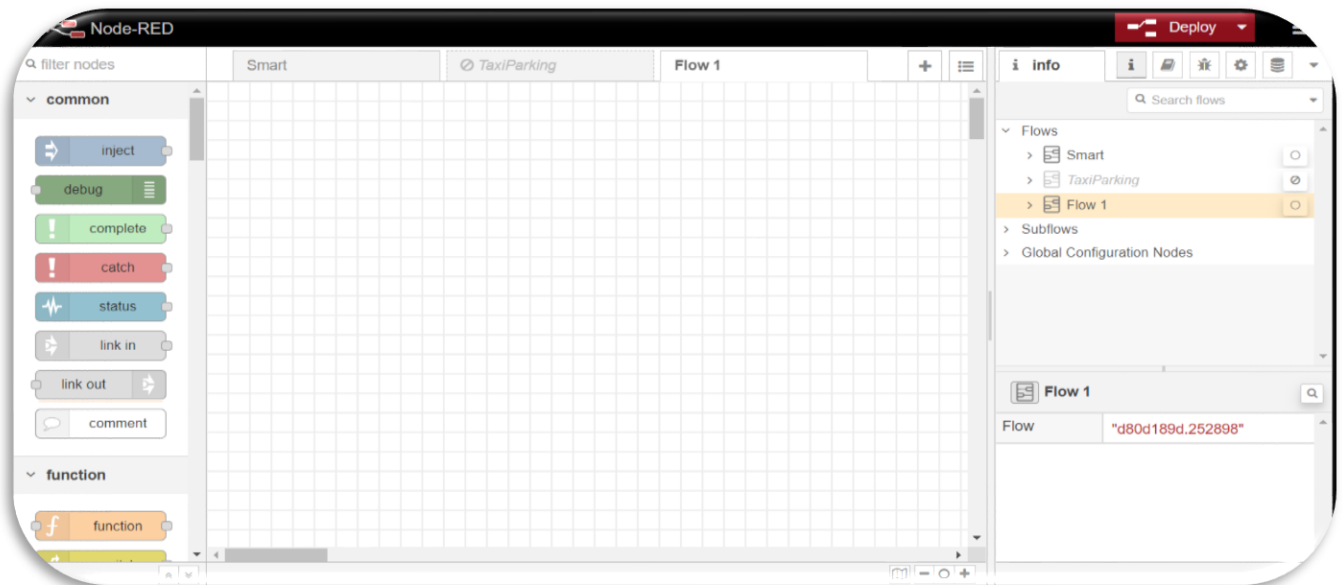 Node-RED
Deploy
filter nodes
Smart
TaxiParking
Flow 1
i info
i
Search flows
common
inject
debug
complete
catch
status
link in
link out
comment
function
function
Flows
Smart
TaxiParking
Flow 1
Subflows
Global Configuration Nodes
Flow 1
Flow
"d80d189d.252898"